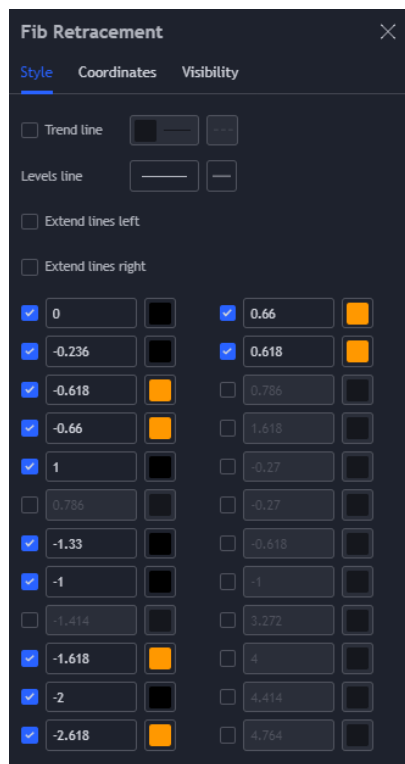 Fib Retracement
Style Coordinates Visibility
Trend line
Levels line
Extend lines left
Extend lines right
0 0.66
-0.236 0.618
-0.618 0.786
-0.66 1.618
1 -0.27
0.786 -0.27
-1.33 -0.618
-1 -1
-1.414 3.272
-1.618 4
-2 4.414
-2.618 4.764